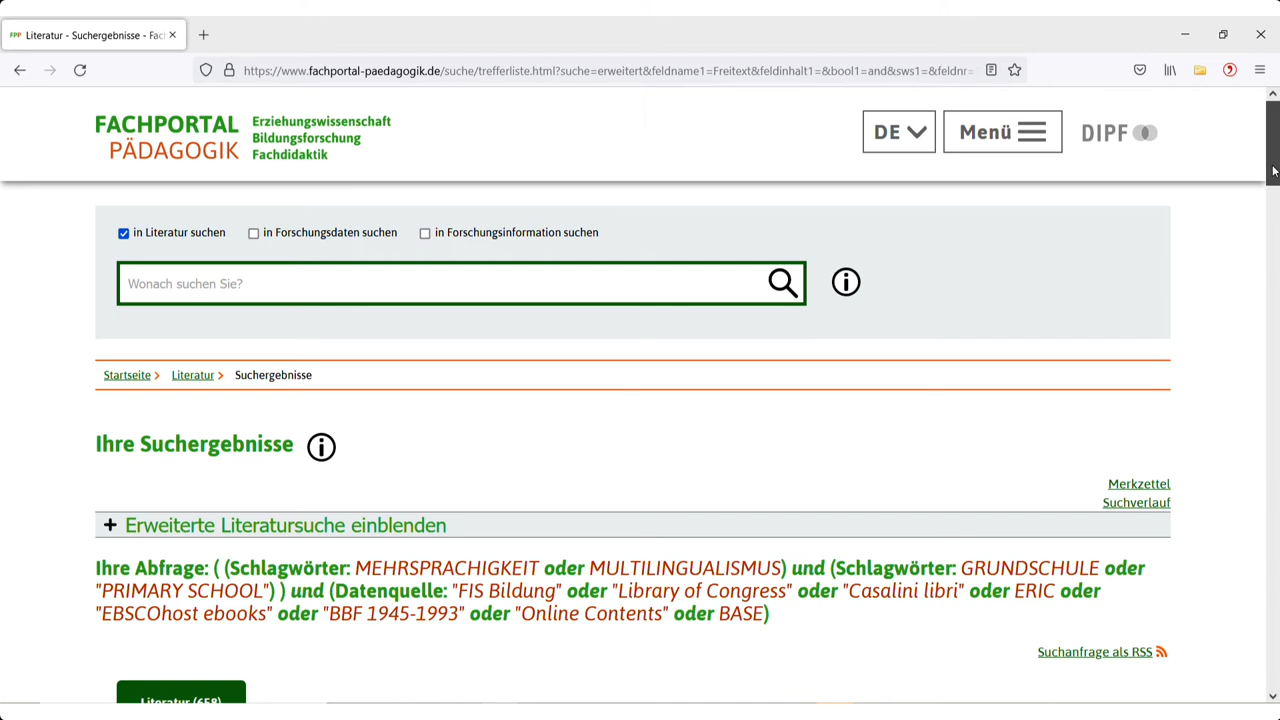 FPP Literatur - Suchergebnisse - Fac
https://www.fachportal-paedagogik.de/suche/trefferliste.html?suche=erweitert&feldname1=Freitext&feldinhalt1=&bool1=and&sws1=&feldnr=
FACHPORTAL
PÄDAGOGIK
Erziehungswissenschaft
Bildungsforschung
Fachdidaktik
DE
Menü
DIPF
in Literatur suchen
in Forschungsdaten suchen
in Forschungsinformation suchen
Wonach suchen Sie?
Startseite
Literatur
Suchergebnisse
Ihre Suchergebnisse
Merkzettel
Suchverlauf
+ Erweiterte Literatursuche einblenden
Ihre Abfrage: ( (Schlagwörter: MEHRSPRACHIGKEIT oder MULTILINGUALISMUS) und (Schlagwörter: GRUNDSCHULE oder
"PRIMARY SCHOOL") ) und (Datenquelle: "FIS Bildung" oder "Library of Congress" oder "Casalini libri" oder ERIC oder
"EBSCOhost ebooks" oder "BBF 1945-1993" oder "Online Contents" oder BASE)
Suchanfrage als RSS
Literatur (658)